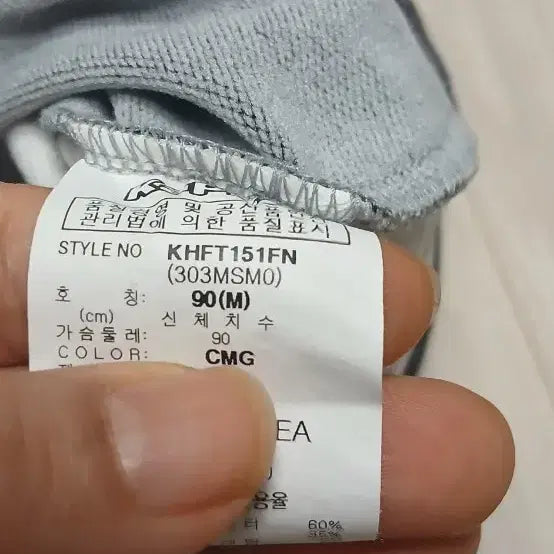 관리법에 의한 품질표시
STYLE NO KHFT151FN
(303MSM0)
호 칭: 90(M)
(cm) 신 체 치 수
가슴둘레: 90
COLOR: CMG
EA
60%
35%